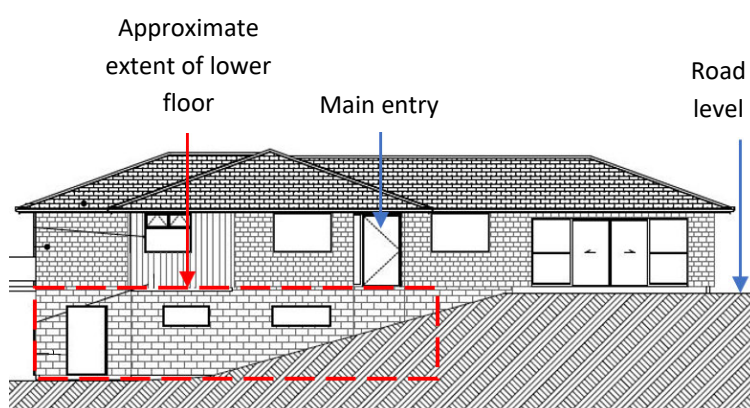 Approximate
extent of lower
floor
Main entry
Road
level